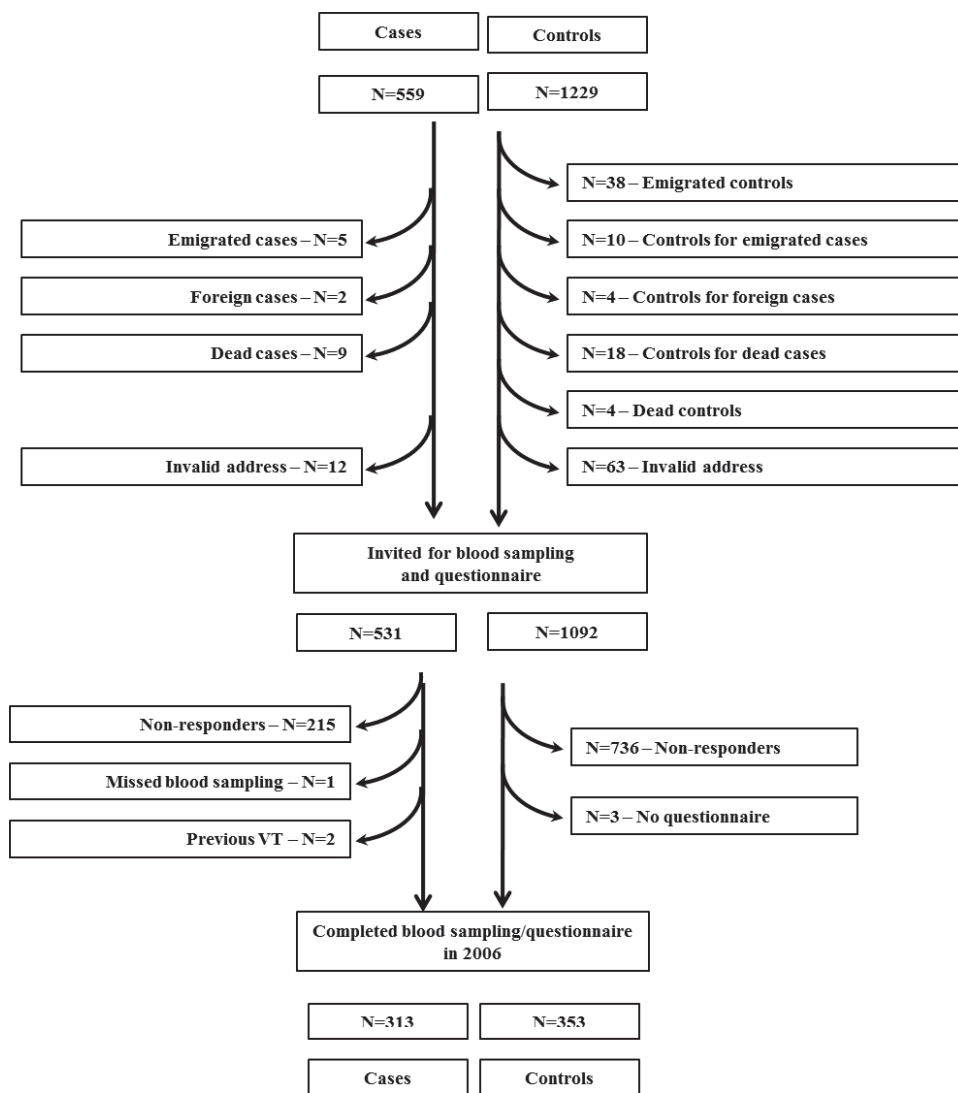 Cases
Controls
N=559
N=1229
N=38 – Emigrated controls
Emigrated cases – N=5
N=10 – Controls for emigrated cases
Foreign cases – N=2
N=4 – Controls for foreign cases
Dead cases – N=9
N=18 – Controls for dead cases
N=4 – Dead controls
Invalid address – N=12
N=63 – Invalid address
Invited for blood sampling
and questionnaire
N=531
N=1092
Non-responders – N=215
N=736 – Non-responders
Missed blood sampling – N=1
N=3 – No questionnaire
Previous VT – N=2
Completed blood sampling/questionnaire
in 2006
N=313
N=353
Cases
Controls